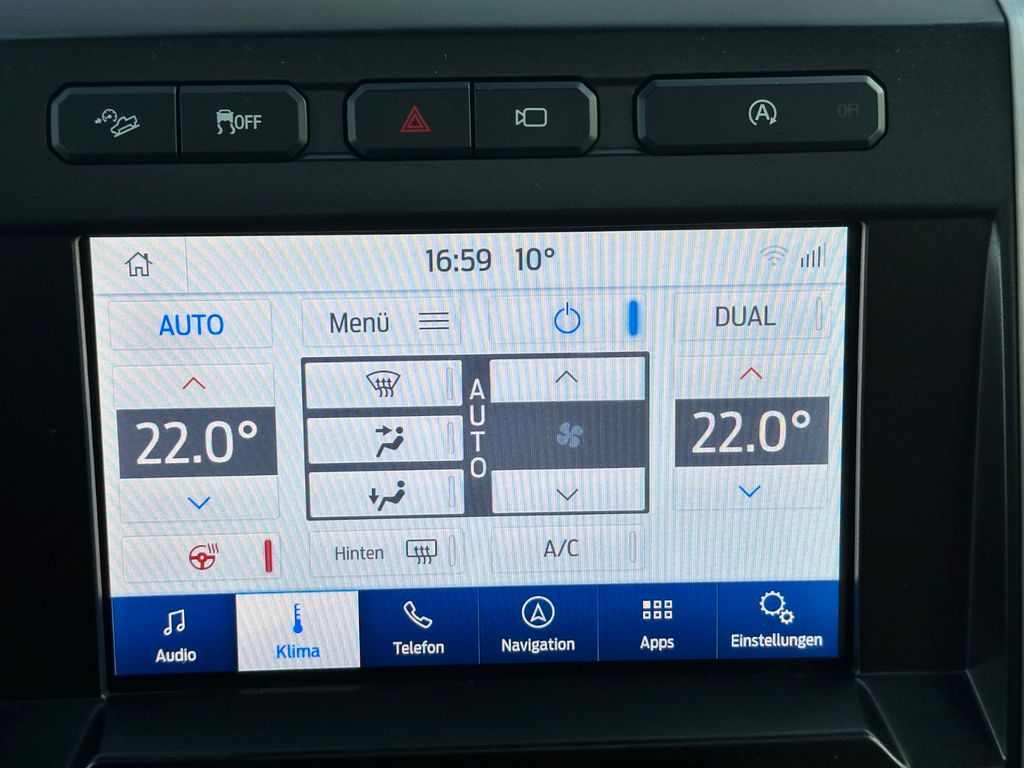 OFF
A
OFF
16:59 10°
AUTO
Menü
DUAL
22.0°
AUTO
22.0°
Hinten
A/C
Audio
Klima
Telefon
Navigation
Apps
Einstellungen